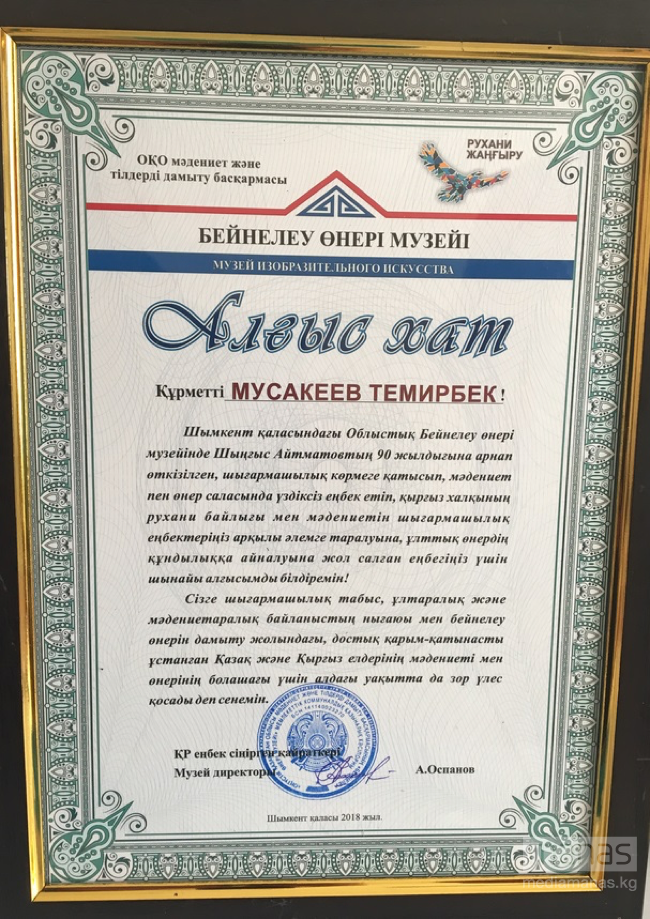 ОҚО мәдениет және
тілдерді дамыту басқармасы
РУХАНИ
ЖАҢҒЫРУ
БЕЙНЕЛЕУ ӨНЕРІ МУЗЕЙІ
МУЗЕЙ ИЗОБРАЗИТЕЛЬНОГО ИСКУССТВА
Алғыс хат
Құрметті МУСАКЕЕВ ТЕМИРБЕК !
Шымкент қаласындағы Облыстық Бейнелеу өнері
музейінде Шыңғыс Айтматовтың 90 жылдығына арнап
өткізілген, шығармашылық көрмеге қатысып, мәдениет
пен өнер саласында үздіксіз еңбек етіп, қырғыз халқының
рухани байлығы мен мәдениетін шығармашылық
еңбектеріңіз арқылы әлемге таралуына, ұлттық өнердің
құндылыққа айналуына жол салған еңбегіңіз үшін
шынайы алғысымды білдіремін!
Сізге шығармашылық табыс, ұлтаралық және
мәдениетаралық байланыстың нығаюы мен бейнелеу
өнерін дамыту жолындағы, достық қарым-қатынасты
ұстанған Қазақ және Қырғыз елдерінің мәдениеті мен
өнерінің болашағы үшін алдағы уақытта да зор үлес
қосады деп сенемін.
ҚР еңбек сіңірген қайраткері
Музей директоры
А.Оспанов
Шымкент қаласы 2018 жыл.
mediamanas.kg